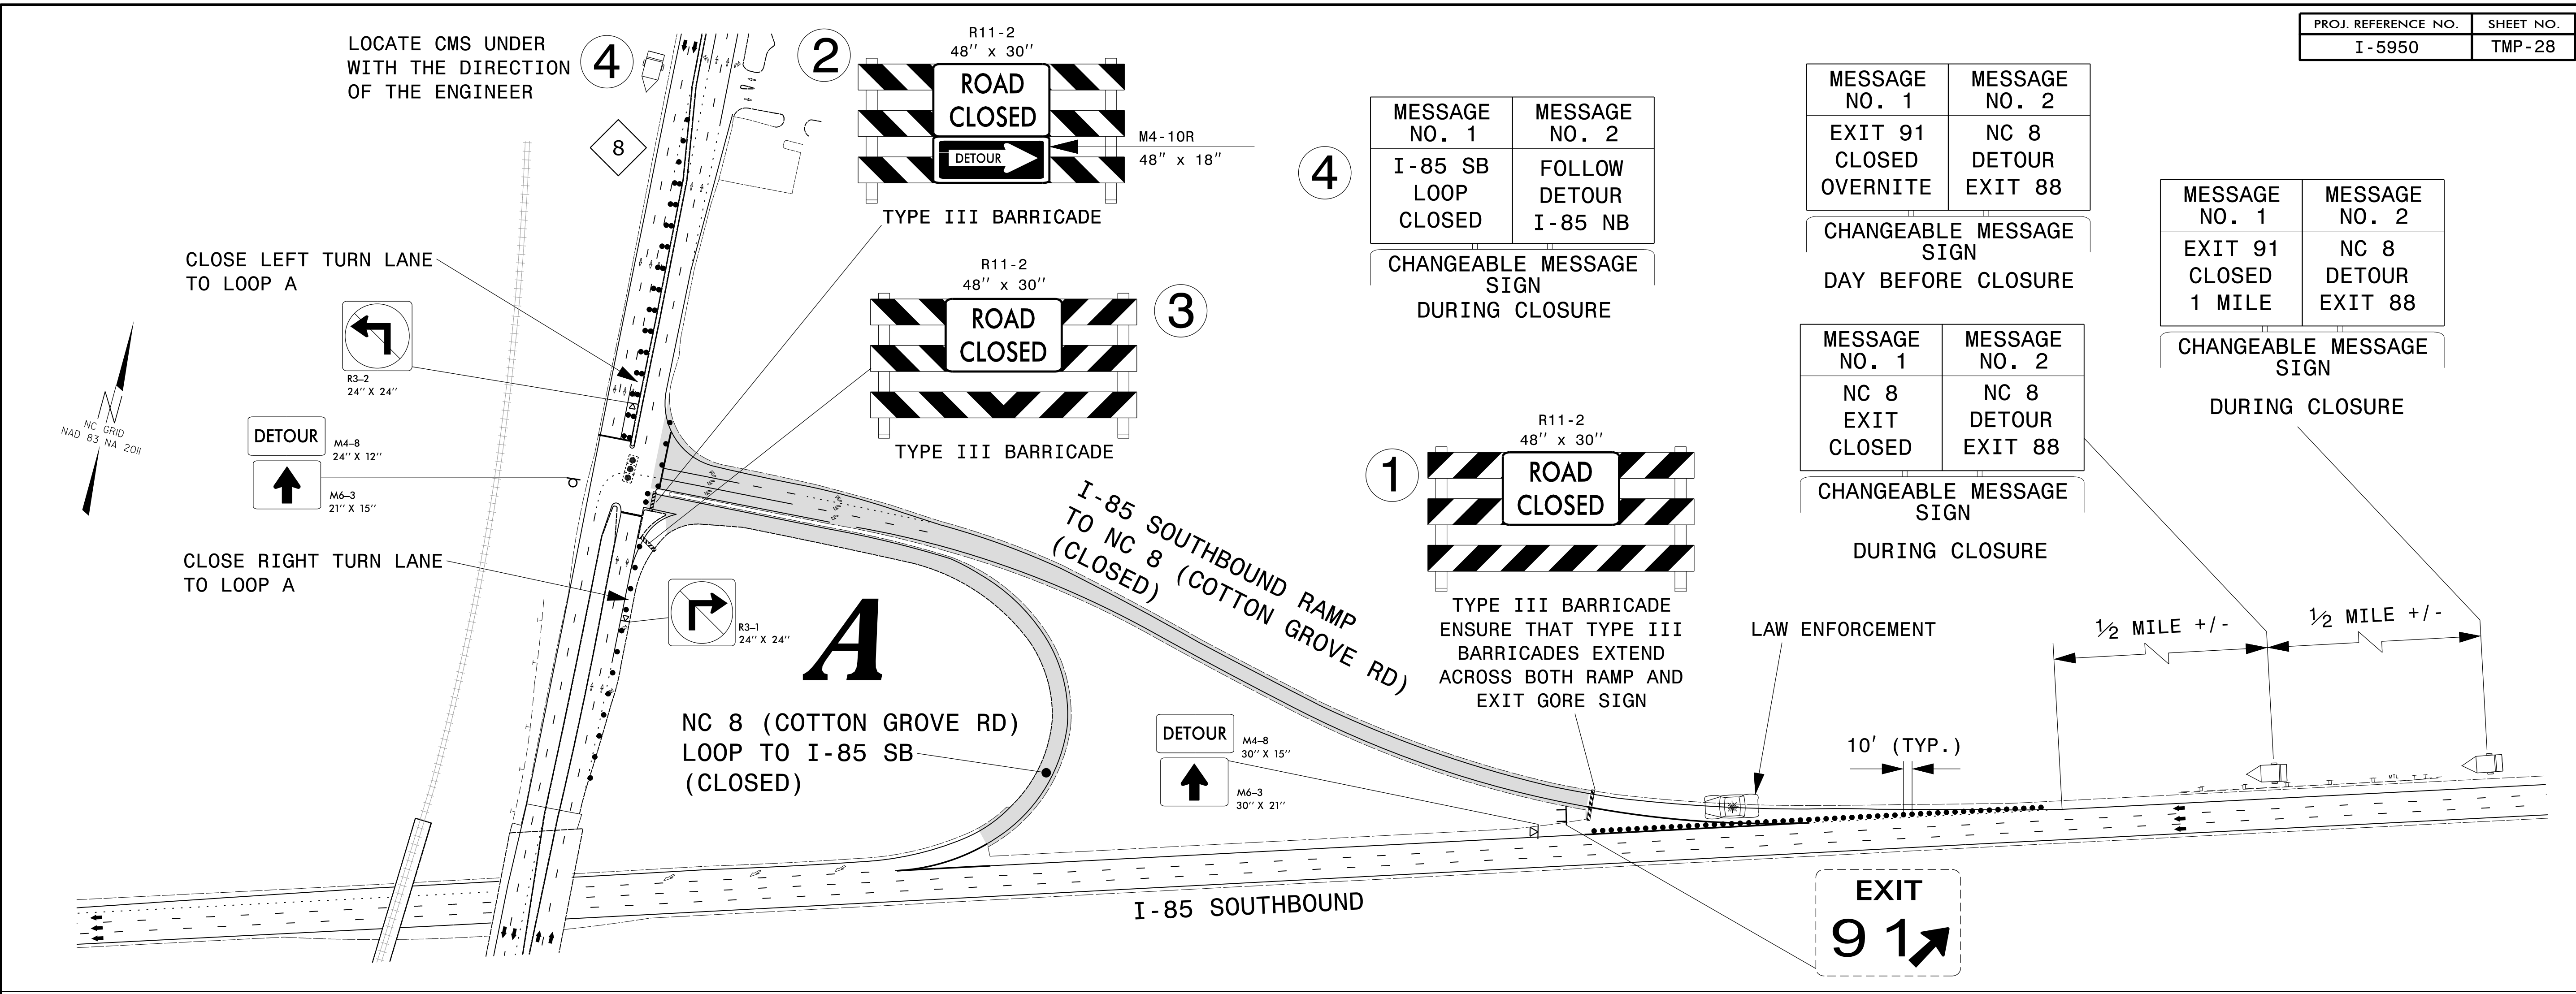 PROJ. REFERENCE NO.
SHEET NO.
I-5950
TMP-28
LOCATE CMS UNDER
WITH THE DIRECTION
OF THE ENGINEER
4
8
2
R11-2
48" x 30"
ROAD
CLOSED
DETOUR
M4-10R
48" x 18"
TYPE III BARRICADE
R11-2
48" x 30"
ROAD
CLOSED
3
TYPE III BARRICADE
4
MESSAGE
NO. 1
MESSAGE
NO. 2
I-85 SB
LOOP
CLOSED
FOLLOW
DETOUR
I-85 NB
CHANGEABLE MESSAGE
SIGN
DURING CLOSURE
MESSAGE
NO. 1
MESSAGE
NO. 2
EXIT 91
CLOSED
OVERNITE
NC 8
DETOUR
EXIT 88
CHANGEABLE MESSAGE
SIGN
DAY BEFORE CLOSURE
MESSAGE
NO. 1
MESSAGE
NO. 2
EXIT 91
CLOSED
1 MILE
NC 8
DETOUR
EXIT 88
CHANGEABLE MESSAGE
SIGN
DURING CLOSURE
MESSAGE
NO. 1
MESSAGE
NO. 2
NC 8
EXIT
CLOSED
NC 8
DETOUR
EXIT 88
CHANGEABLE MESSAGE
SIGN
DURING CLOSURE
CLOSE LEFT TURN LANE
TO LOOP A
R3-2
24" X 24"
NC GRID
NAD 83 NA 2011
DETOUR
M4-8
24" X 12"
M6-3
21" X 15"
CLOSE RIGHT TURN LANE
TO LOOP A
R3-1
24" X 24"
A
NC 8 (COTTON GROVE RD)
LOOP TO I-85 SB
(CLOSED)
I-85 SOUTHBOUND RAMP
TO NC 8 (COTTON GROVE RD)
(CLOSED)
1
R11-2
48" x 30"
ROAD
CLOSED
TYPE III BARRICADE
ENSURE THAT TYPE III
BARRICADES EXTEND
ACROSS BOTH RAMP AND
EXIT GORE SIGN
LAW ENFORCEMENT
1/2 MILE +/-
1/2 MILE +/-
10' (TYP.)
DETOUR
M4-8
30" X 15"
M6-3
30" X 21"
MTL
I-85 SOUTHBOUND
EXIT
91